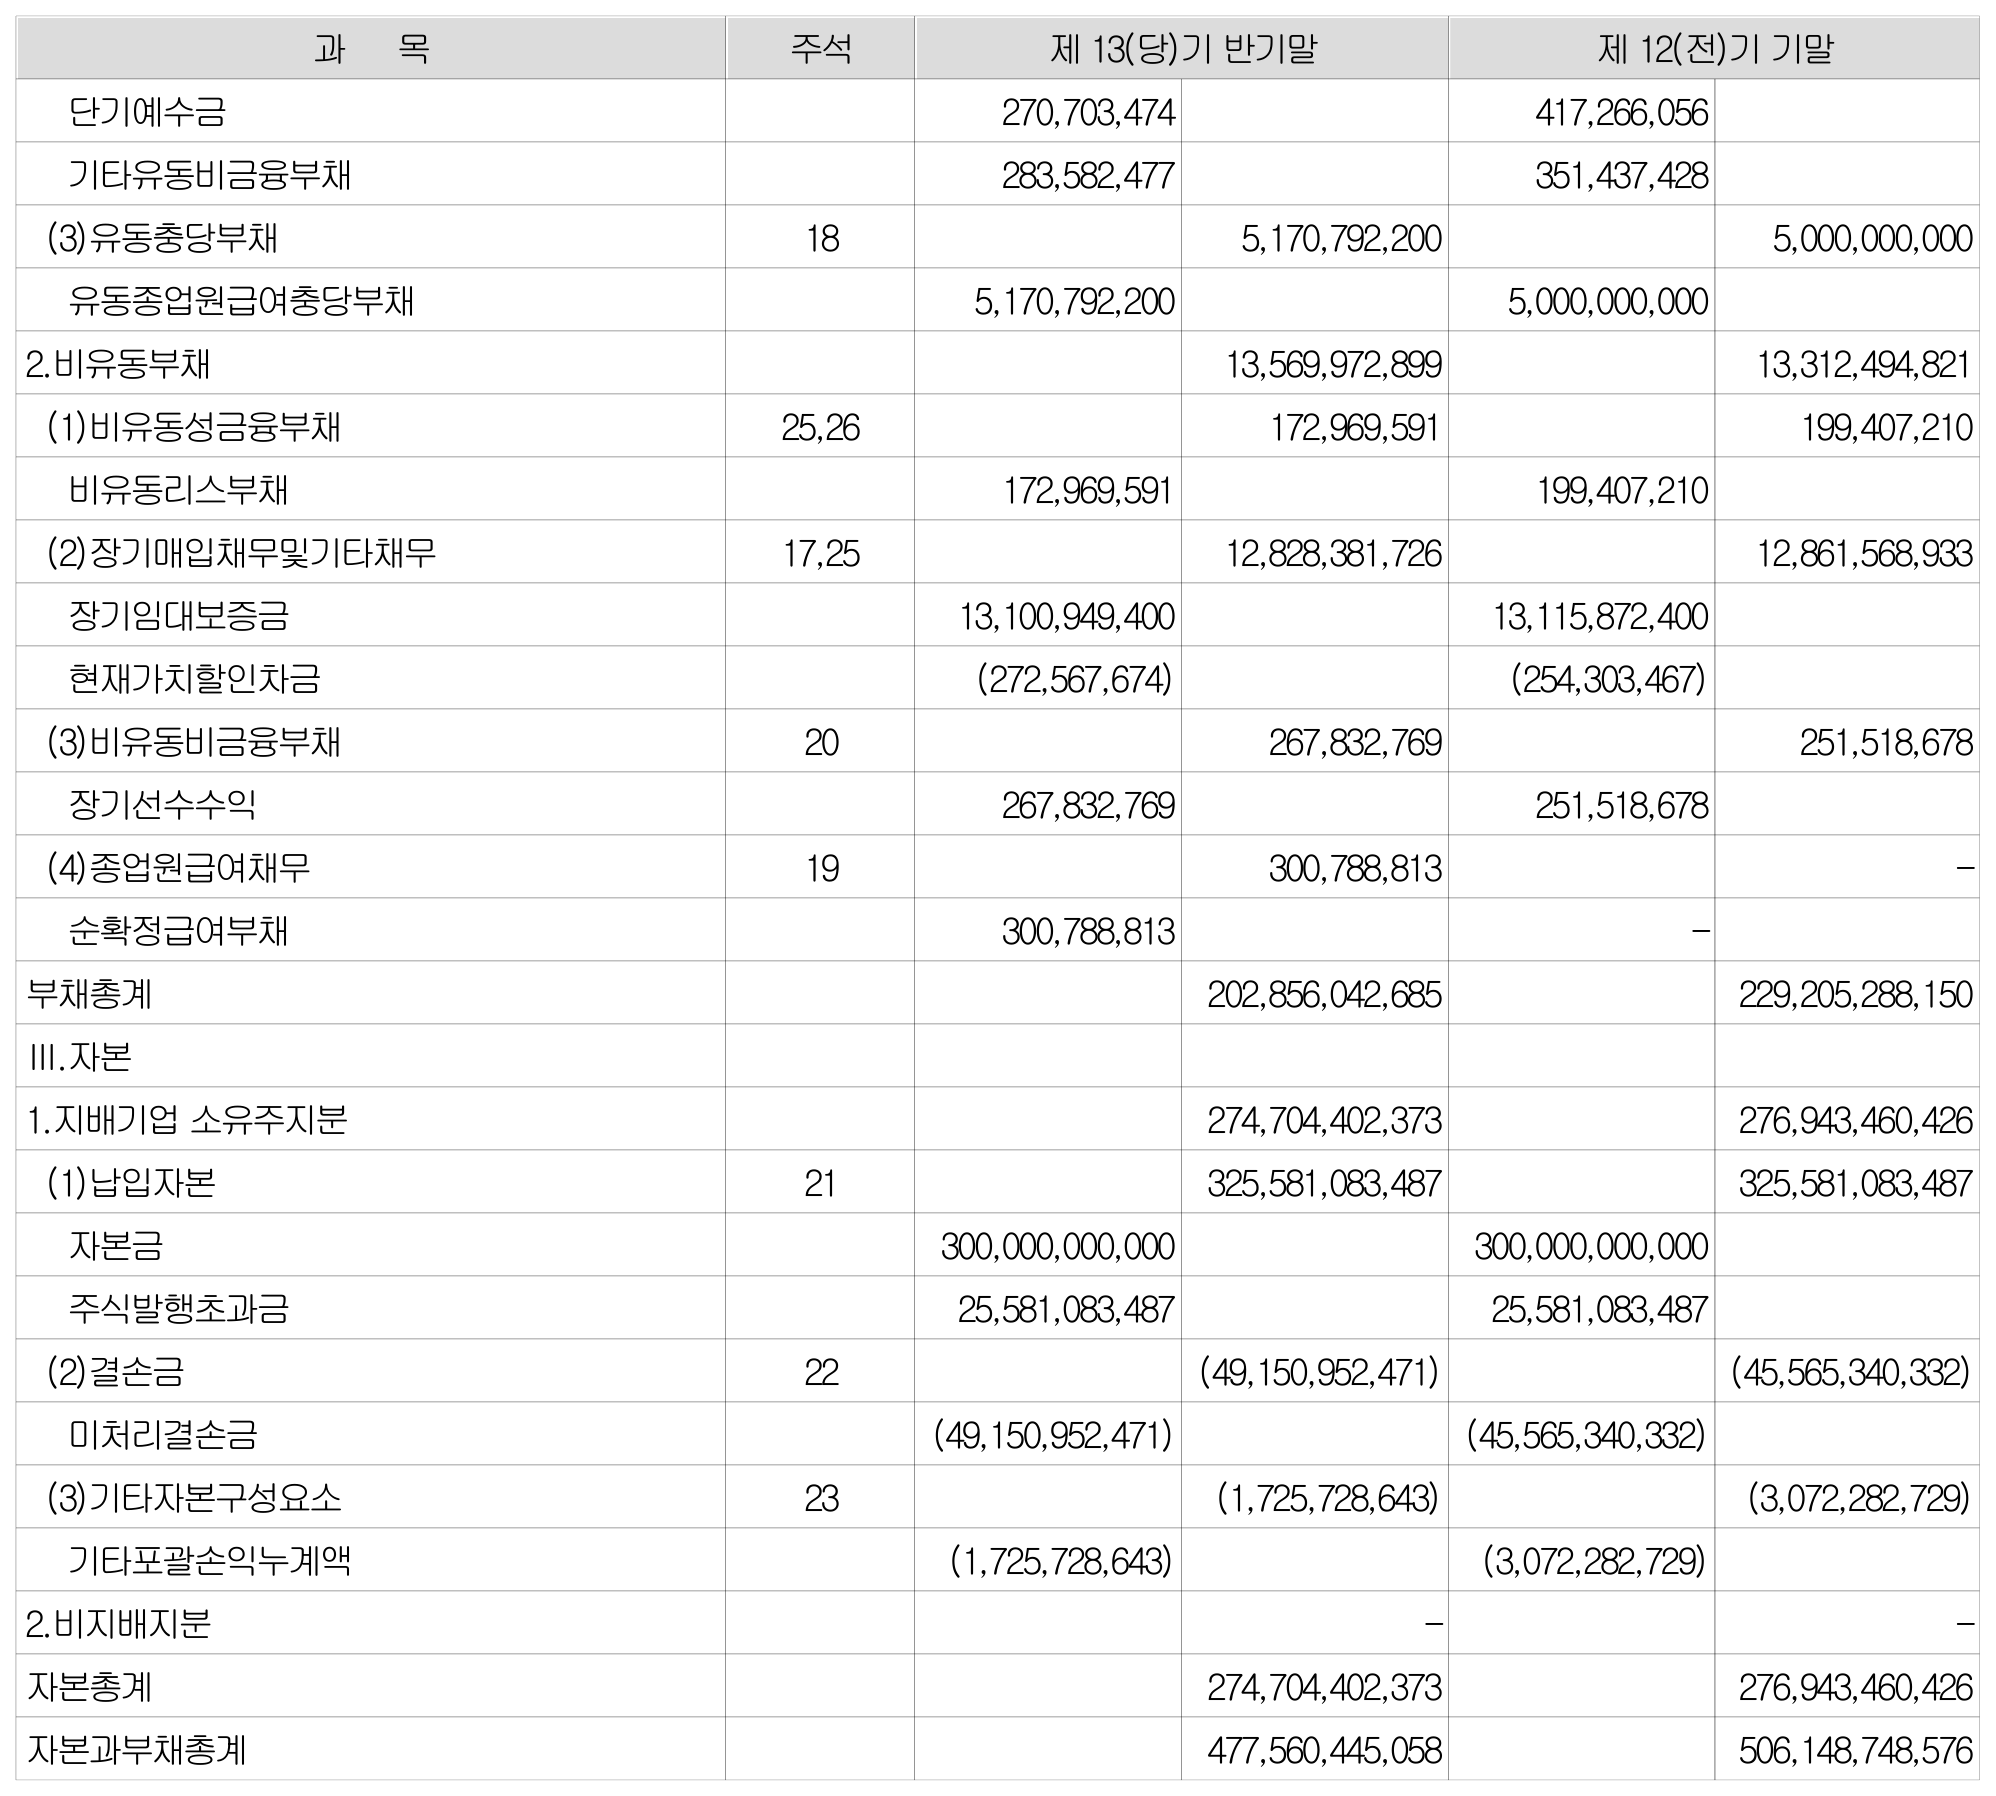 과 목 주석 제 13(당)기 반기말 제 12(전)기 기말
단기예수금 270,703,474 417,266,056
기타유동비금융부채 283,582,477 351,437,428
(3)유동충당부채 18 5,170,792,200 5,000,000,000
유동종업원급여충당부채 5,170,792,200 5,000,000,000
2.비유동부채 13,569,972,899 13,312,494,821
(1)비유동성금융부채 25,26 172,969,591 199,407,210
비유동리스부채 172,969,591 199,407,210
(2)장기매입채무및기타채무 17,25 12,828,381,726 12,861,568,933
장기임대보증금 13,100,949,400 13,115,872,400
현재가치할인차금 (272,567,674) (254,303,467)
(3)비유동비금융부채 20 267,832,769 251,518,678
장기선수수익 267,832,769 251,518,678
(4)종업원급여채무 19 300,788,813 -
순확정급여부채 300,788,813 -
부채총계 202,856,042,685 229,205,288,150
III.자본
1.지배기업 소유주지분 274,704,402,373 276,943,460,426
(1)납입자본 21 325,581,083,487 325,581,083,487
자본금 300,000,000,000 300,000,000,000
주식발행초과금 25,581,083,487 25,581,083,487
(2)결손금 22 (49,150,952,471) (45,565,340,332)
미처리결손금 (49,150,952,471) (45,565,340,332)
(3)기타자본구성요소 23 (1,725,728,643) (3,072,282,729)
기타포괄손익누계액 (1,725,728,643) (3,072,282,729)
2.비지배지분 - -
자본총계 274,704,402,373 276,943,460,426
자본과부채총계 477,560,445,058 506,148,748,576